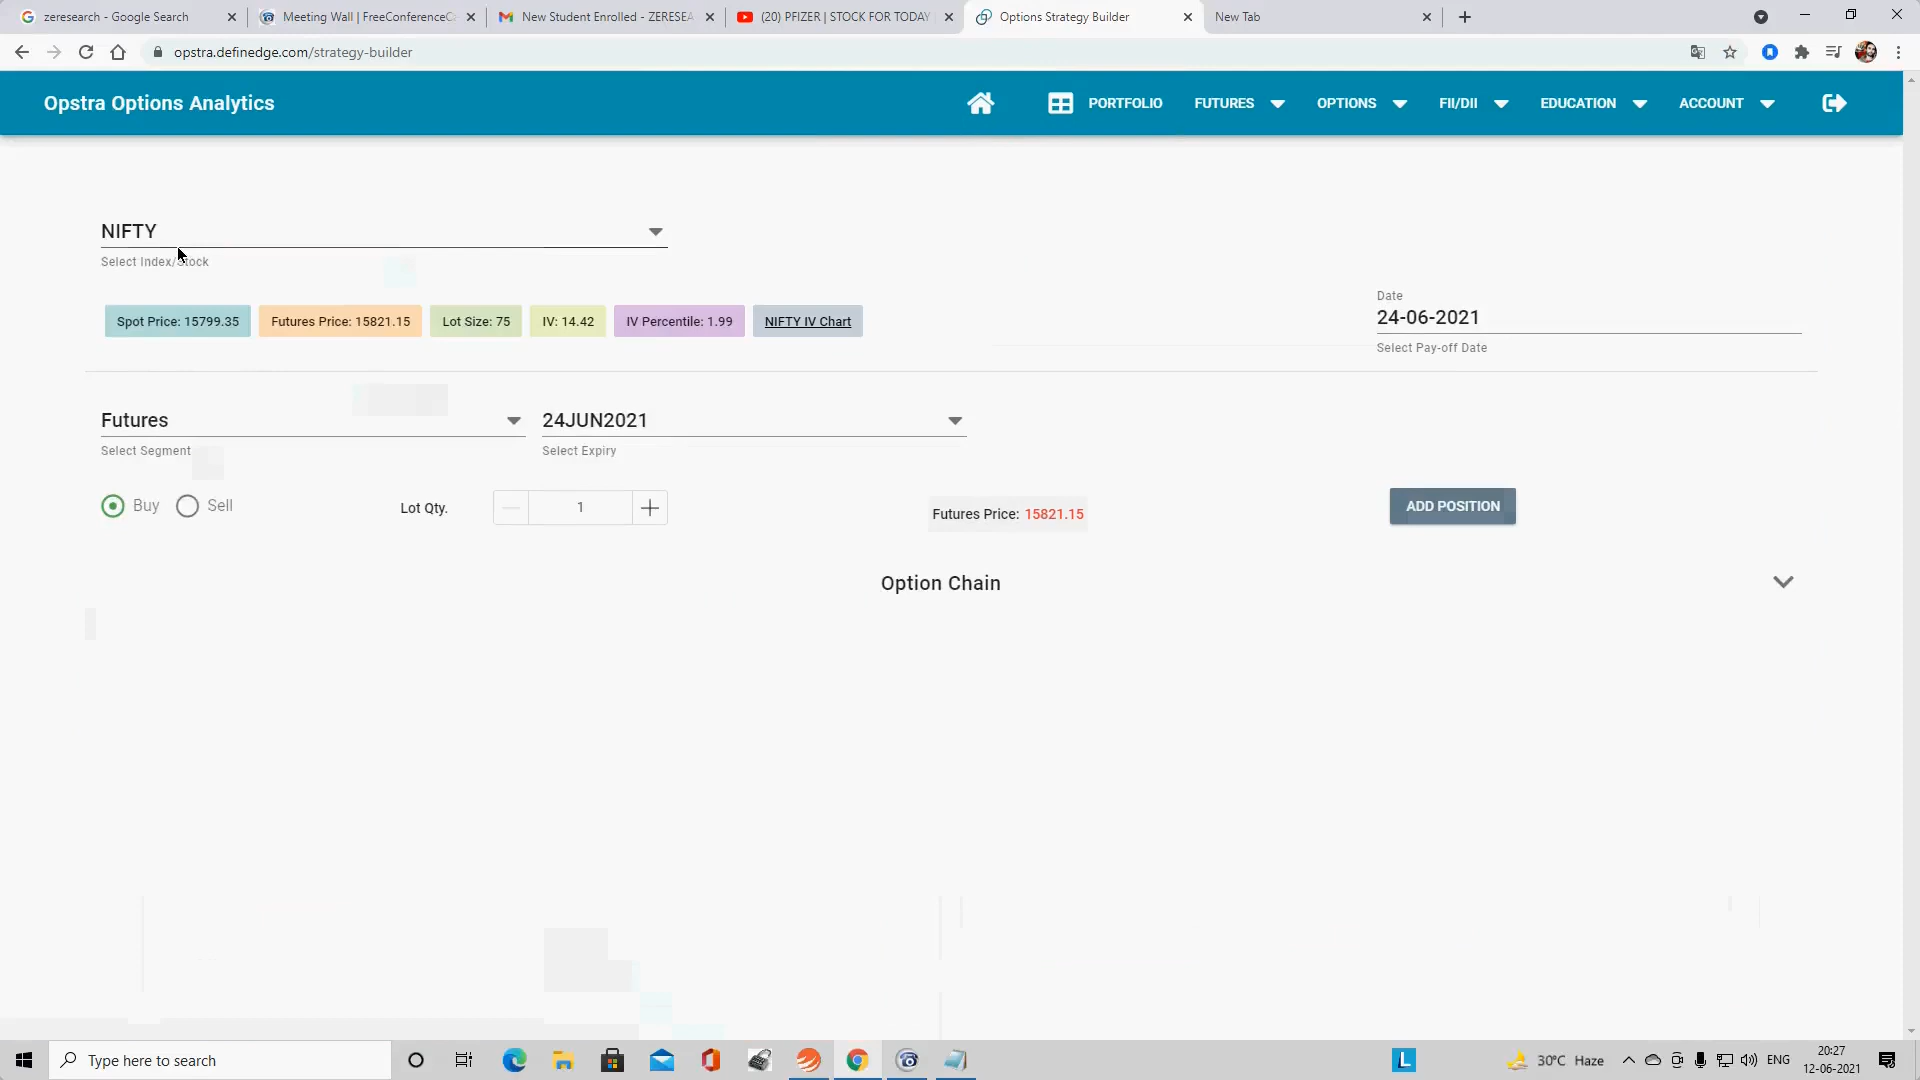 zeresearch - Google Search
Meeting Wall | FreeConferenceC
New Student Enrolled - ZERESEA
(20) PFIZER | STOCK FOR TODAY
Options Strategy Builder
New Tab
opstra.definedge.com/strategy-builder
Opstra Options Analytics
PORTFOLIO
FUTURES
OPTIONS
FII/DII
EDUCATION
ACCOUNT
NIFTY
Select Index/Stock
Spot Price: 15799.35
Futures Price: 15821.15
Lot Size: 75
IV: 14.42
IV Percentile: 1.99
NIFTY IV Chart
Date
24-06-2021
Select Pay-off Date
Futures
Select Segment
24JUN2021
Select Expiry
Buy
Sell
Lot Qty.
1
Futures Price: 15821.15
ADD POSITION
Option Chain
Type here to search
L
30°C Haze
ENG
20:27
12-06-2021